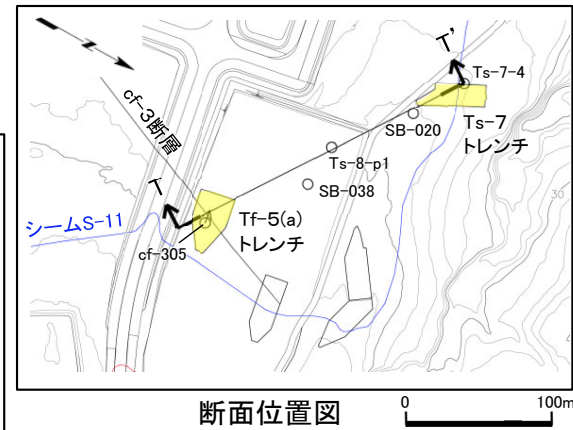 T'
Ts-7-4
cf-3断層
SB-020
Ts-7
トレンチ
Ts-8-p1
SB-038
30
T
Tf-5(a)
トレンチ
シームS-11
cf-305
断面位置図
0 100m